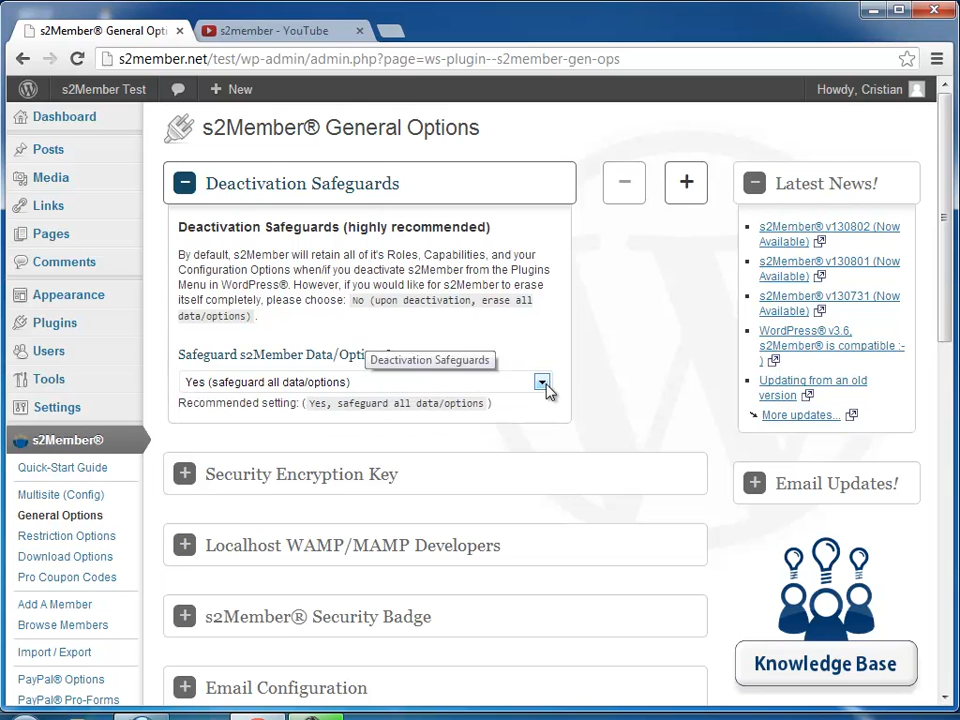 s2Member® General Opti
s2member - YouTube
s2member.net/test/wp-admin/admin.php?page=ws-plugin--s2member-gen-ops
s2Member Test
New
Howdy, Cristian
Dashboard
Posts
Media
Links
Pages
Comments
Appearance
Plugins
Users
Tools
Settings
s2Member®
Quick-Start Guide
Multisite (Config)
General Options
Restriction Options
Download Options
Pro Coupon Codes
Add A Member
Browse Members
Import / Export
PayPal® Options
PayPal® Pro-Forms
s2Member® General Options
Deactivation Safeguards
Deactivation Safeguards (highly recommended)
By default, s2Member will retain all of it's Roles, Capabilities, and your
Configuration Options when/if you deactivate s2Member from the Plugins
Menu in WordPress®. However, if you would like for s2Member to erase
itself completely, please choose: No (upon deactivation, erase all
data/options).
Safeguard s2Member Data/Opti
Deactivation Safeguards
Yes (safeguard all data/options)
Recommended setting: ( Yes, safeguard all data/options )
Security Encryption Key
Localhost WAMP/MAMP Developers
s2Member® Security Badge
Email Configuration
Latest News!
s2Member® v130802 (Now
Available)
s2Member® v130801 (Now
Available)
s2Member® v130731 (Now
Available)
WordPress® v3.6,
s2Member® is compatible :-
)
Updating from an old
version
More updates...
Email Updates!
Knowledge Base